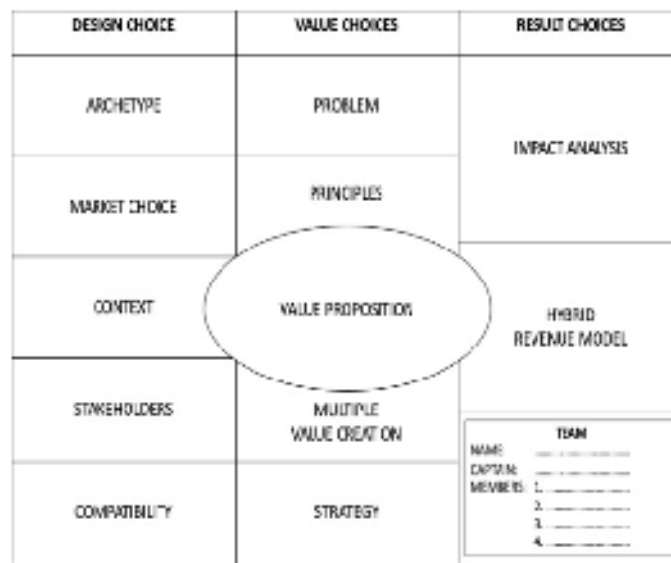 DESIGN CHOICE
VALUE CHOICES
RESULT CHOICES
ARCHETYPE
PROBLEM
IMPACT ANALYSIS
MARKET CHOICE
PRINCIPLES
CONTEXT
VALUE PROPOSITION
HYBRID
REVENUE MODEL
STAKEHOLDERS
MULTIPLE
VALUE CREATION
COMPATIBILITY
STRATEGY
TEAM
NAME:
CAPTAIN:
MEMBERS: 1.
2.
3.
4.